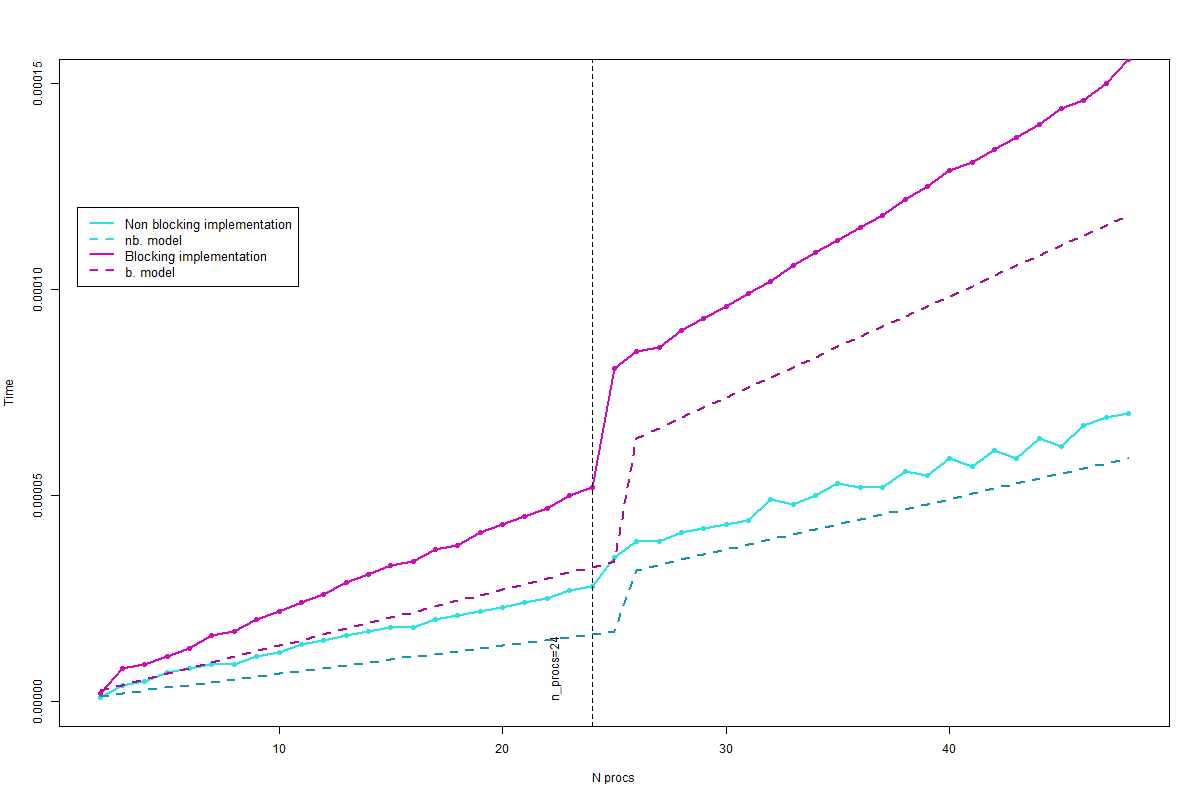 0.00015
0.00010
0.00005
0.00000
Time
Non blocking implementation
nb. model
Blocking implementation
b. model
n_procs=24
10 20 30 40
N procs